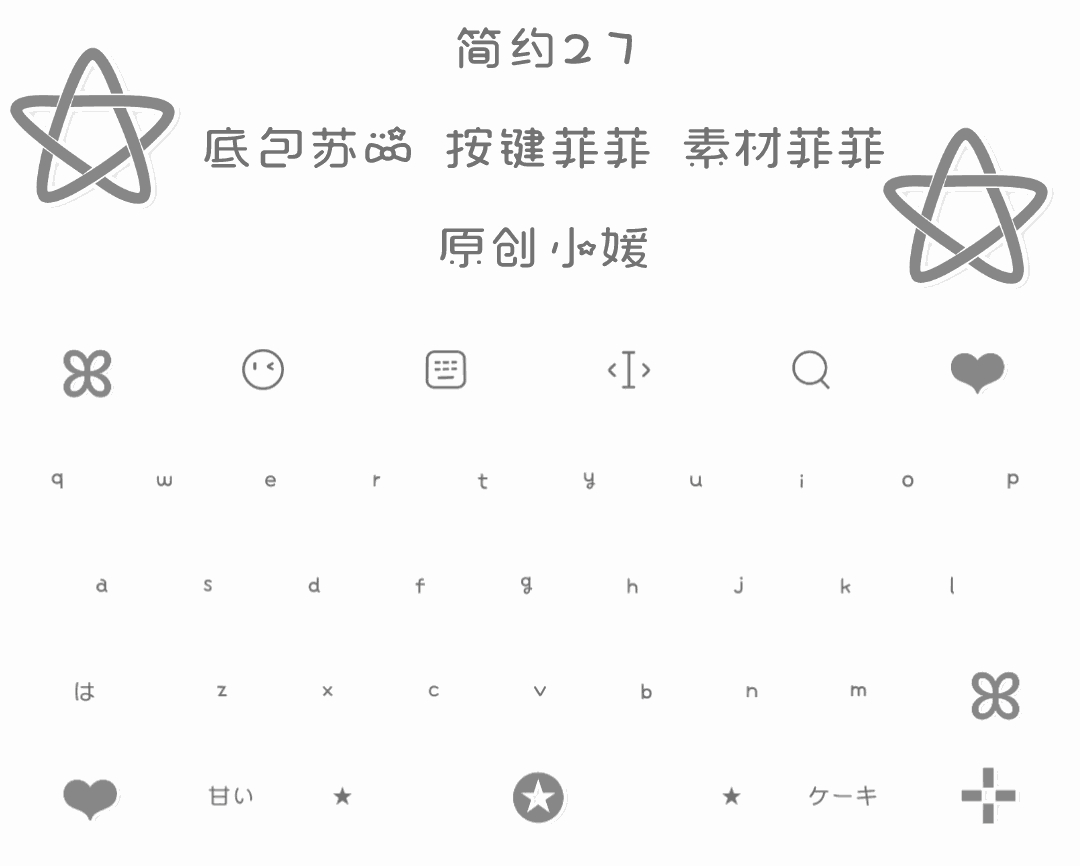 简约27
底包苏 按键菲菲 素材菲菲
原创小媛
q w e r t y u i o p
a s d f g h j k l
は z x c v b n m
甘い ★ ★ ケーキ